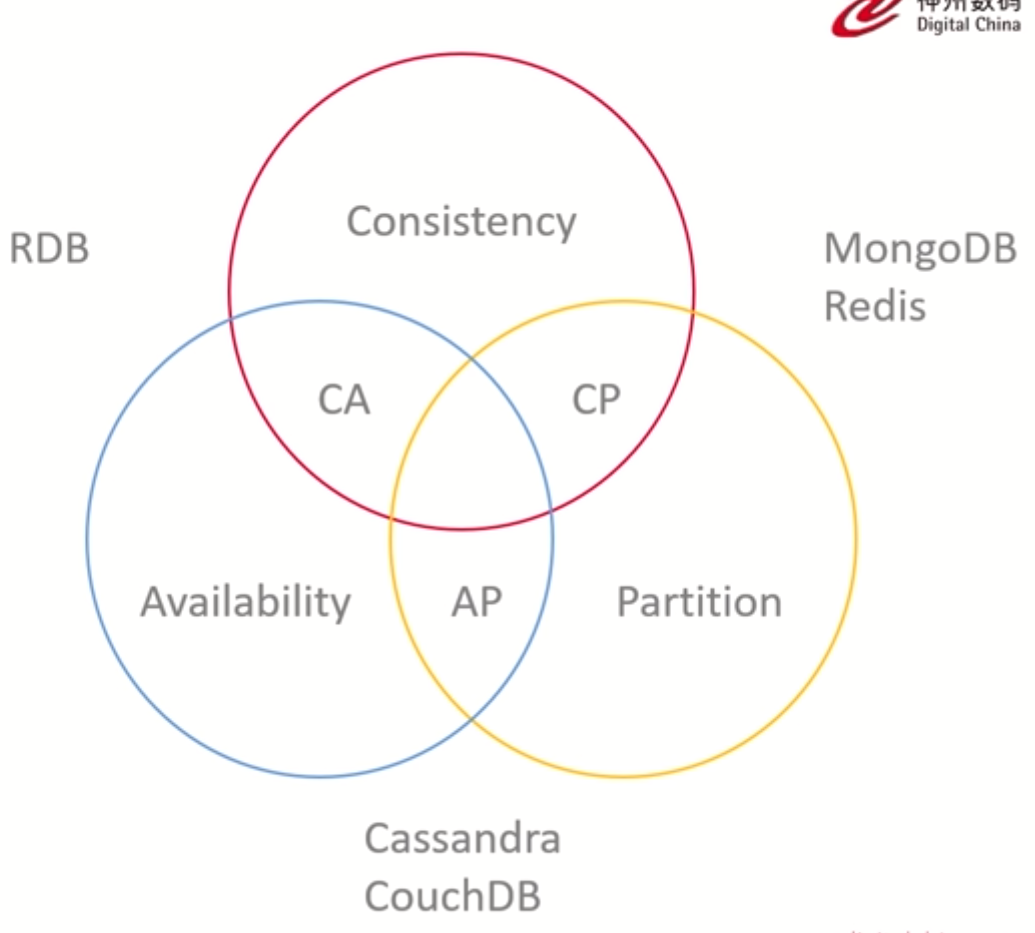 神州数码
Digital China
Consistency
RDB
MongoDB
Redis
CA
CP
Availability
AP
Partition
Cassandra
CouchDB